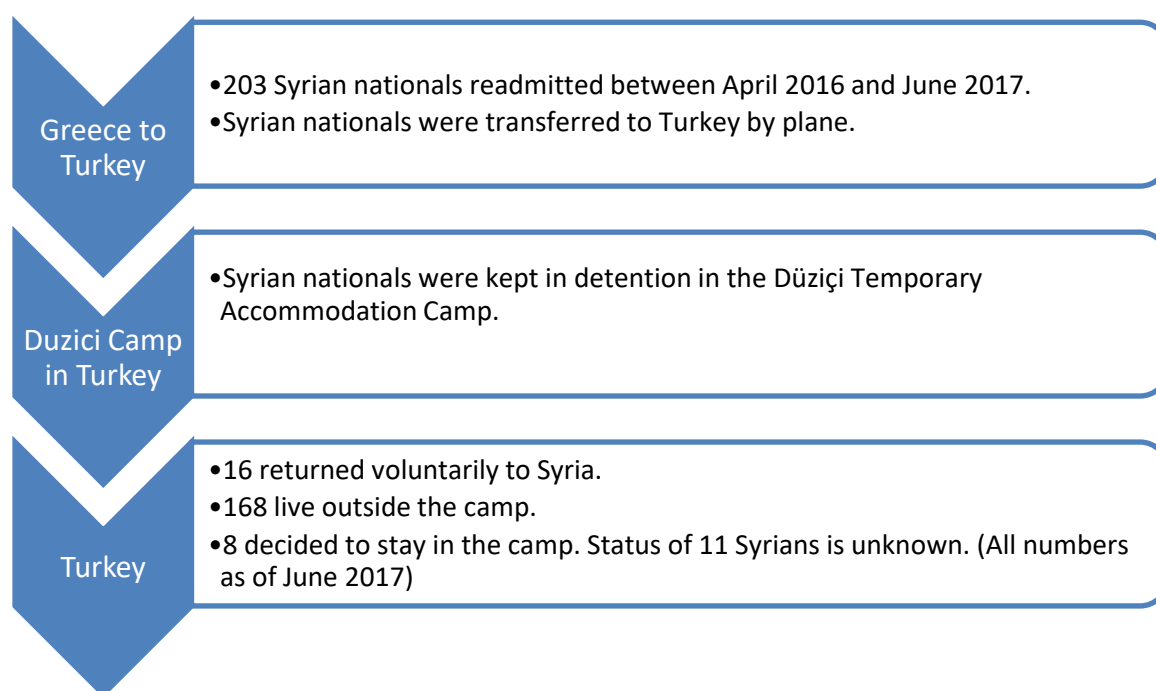 Greece to
Turkey
•203 Syrian nationals readmitted between April 2016 and June 2017.
•Syrian nationals were transferred to Turkey by plane.
Duzici Camp
in Turkey
•Syrian nationals were kept in detention in the Düziçi Temporary
Accommodation Camp.
Turkey
•16 returned voluntarily to Syria.
•168 live outside the camp.
•8 decided to stay in the camp. Status of 11 Syrians is unknown. (All numbers
as of June 2017)